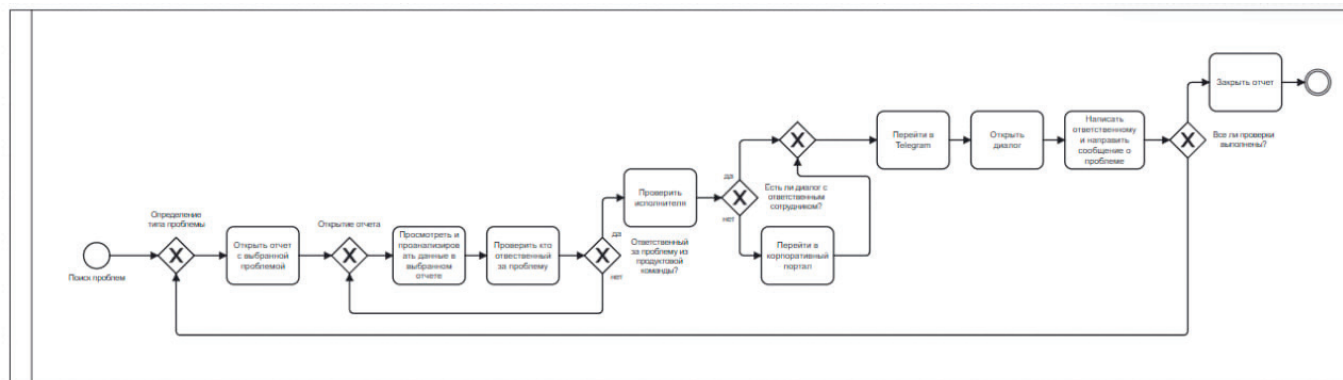 Поиск проблем
Определение
типа проблемы
Открыть отчет
с выбранной
проблемой
Открытие отчета
Просмотреть и
проанализиров
ать данные в
выбранном
отчете
Проверить кто
отвественный
за проблему
да
Ответственный
за проблему из
продуктовой
команды?
нет
Проверить
исполнителя
да
Есть ли диалог с
ответственным
сотрудником?
нет
Перейти в
корпоративный
портал
Перейти в
Telegram
Открыть
диалог
Написать
ответственному
и направить
сообщение о
проблеме
Все ли проверки
выполнены?
Закрыть отчет